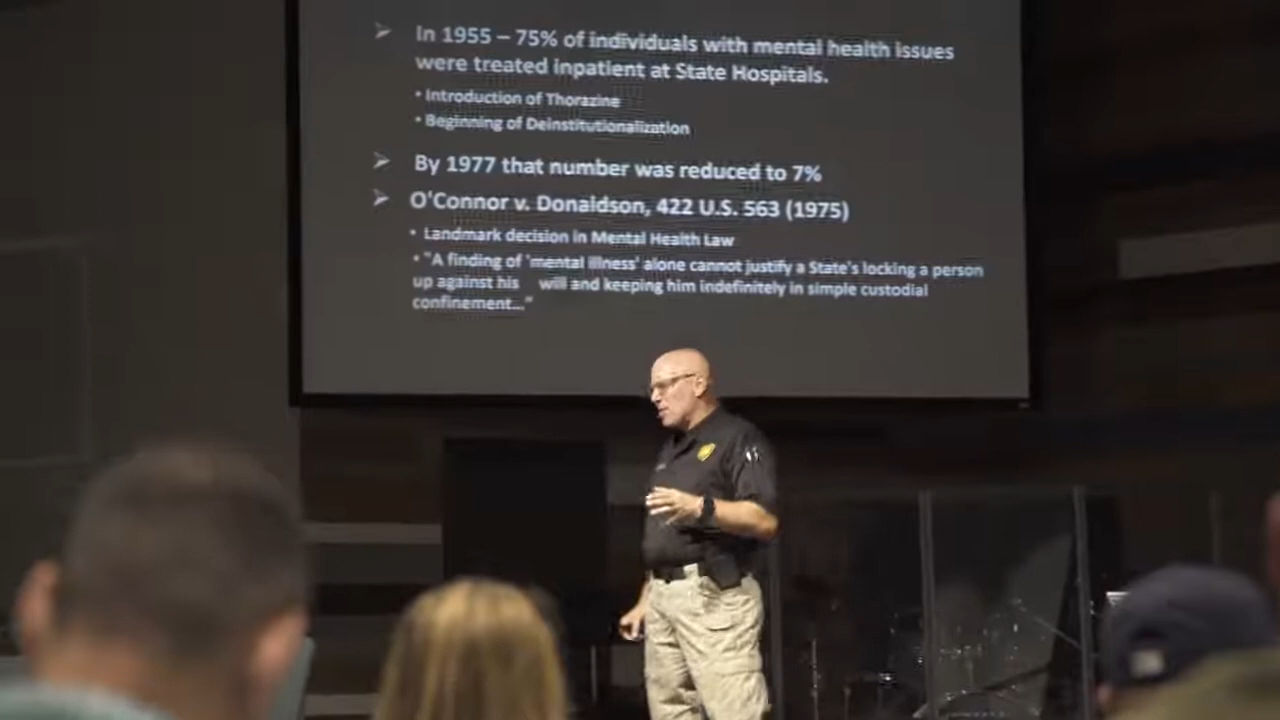 ➢ In 1955 – 75% of individuals with mental health issues
were treated inpatient at State Hospitals.
• Introduction of Thorazine
• Beginning of Deinstitutionalization
➢ By 1977 that number was reduced to 7%
➢ O'Connor v. Donaldson, 422 U.S. 563 (1975)
• Landmark decision in Mental Health Law
• "A finding of 'mental illness' alone cannot justify a State's locking a person
up against his will and keeping him indefinitely in simple custodial
confinement..."